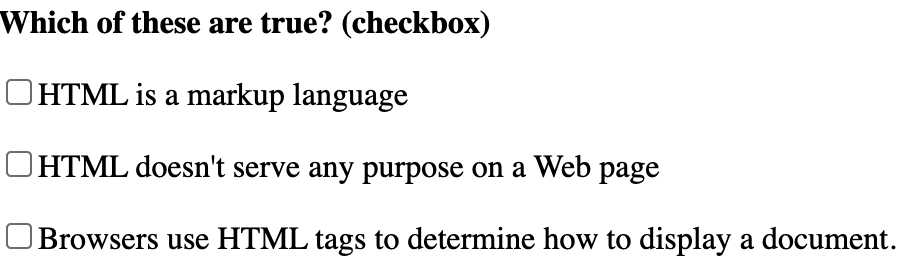 Which of these are true? (checkbox)
HTML is a markup language
HTML doesn't serve any purpose on a Web page
Browsers use HTML tags to determine how to display a document.